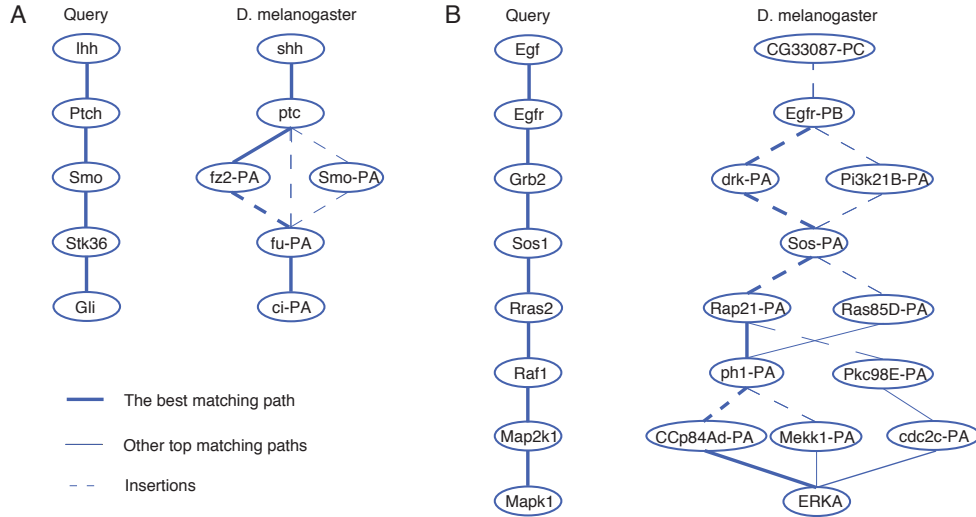 A
Query
D. melanogaster
Ihh
shh
Ptch
ptc
Smo
fz2-PA
Smo-PA
Stk36
fu-PA
Gli
ci-PA
The best matching path
Other top matching paths
Insertions
B
Query
D. melanogaster
Egf
CG33087-PC
Egfr
Egfr-PB
Grb2
drk-PA
Pi3k21B-PA
Sos1
Sos-PA
Rras2
Rap21-PA
Ras85D-PA
Raf1
ph1-PA
Pkc98E-PA
Map2k1
CCp84Ad-PA
Mekk1-PA
cdc2c-PA
Mapk1
ERKA